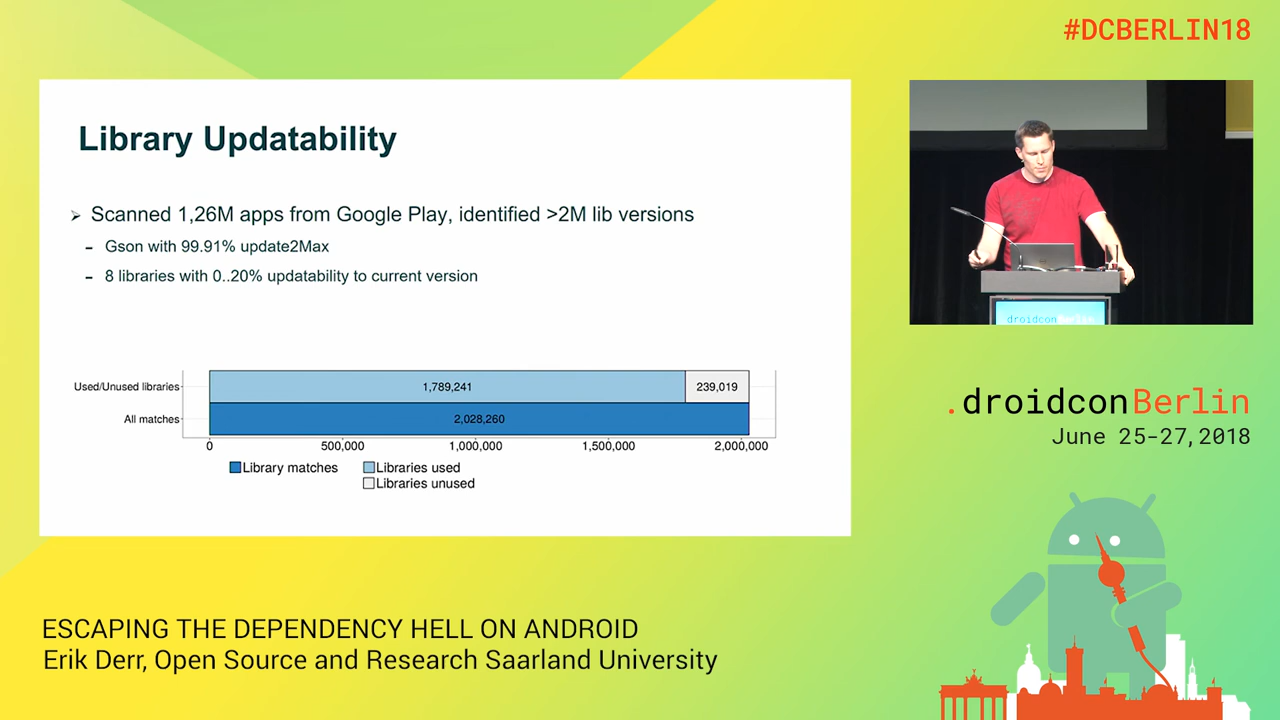 #DCBERLIN18
Library Updatability
➢ Scanned 1,26M apps from Google Play, identified >2M lib versions
– Gson with 99.91% update2Max
– 8 libraries with 0..20% updatability to current version
Used/Unused libraries 1,789,241 239,019
All matches 2,028,260
0 500,000 1,000,000 1,500,000 2,000,000
Library matches Libraries used
Libraries unused
droidcon Berlin
.droidconBerlin
June 25-27,2018
ESCAPING THE DEPENDENCY HELL ON ANDROID
Erik Derr, Open Source and Research Saarland University